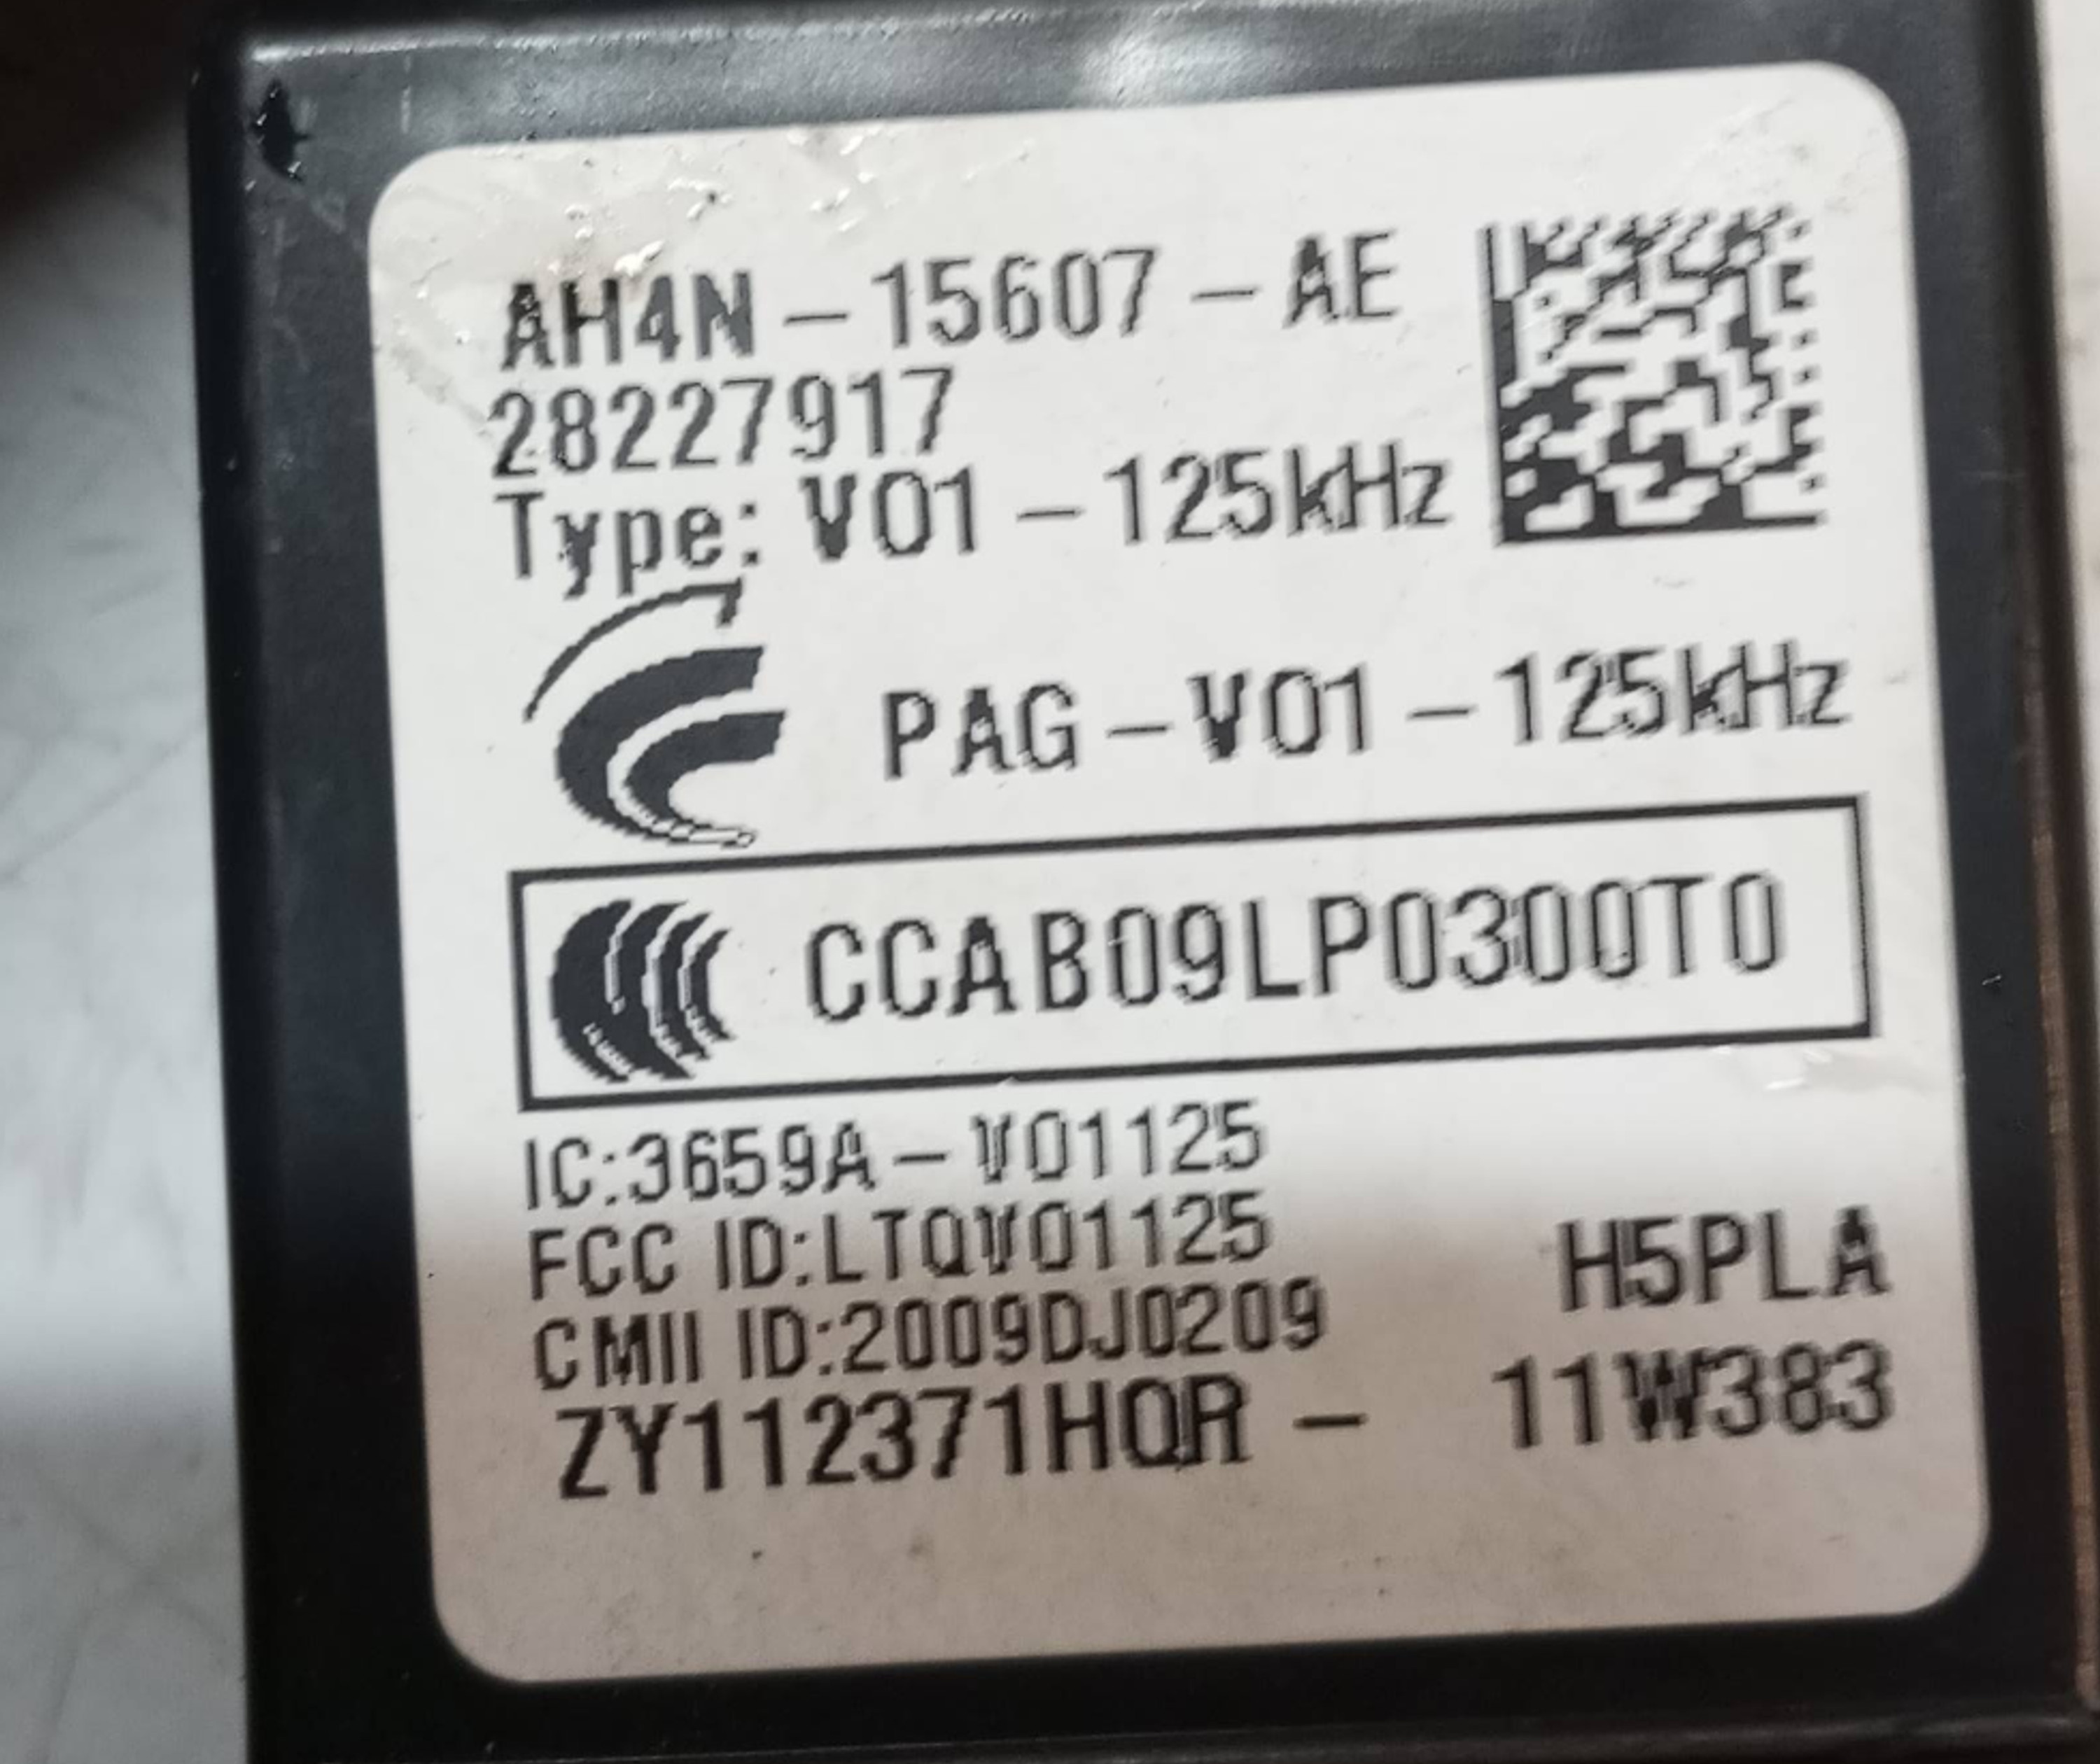 AH4N-15607-AE
28227917
Type: V01-125kHz
PAG-V01-125kHz
CCAB09LP0300T0
IC:3659A-V01125
FCC ID:LTQV01125
CMII ID:2009DJ0209
H5PLA
ZY112371HQR - 11W383